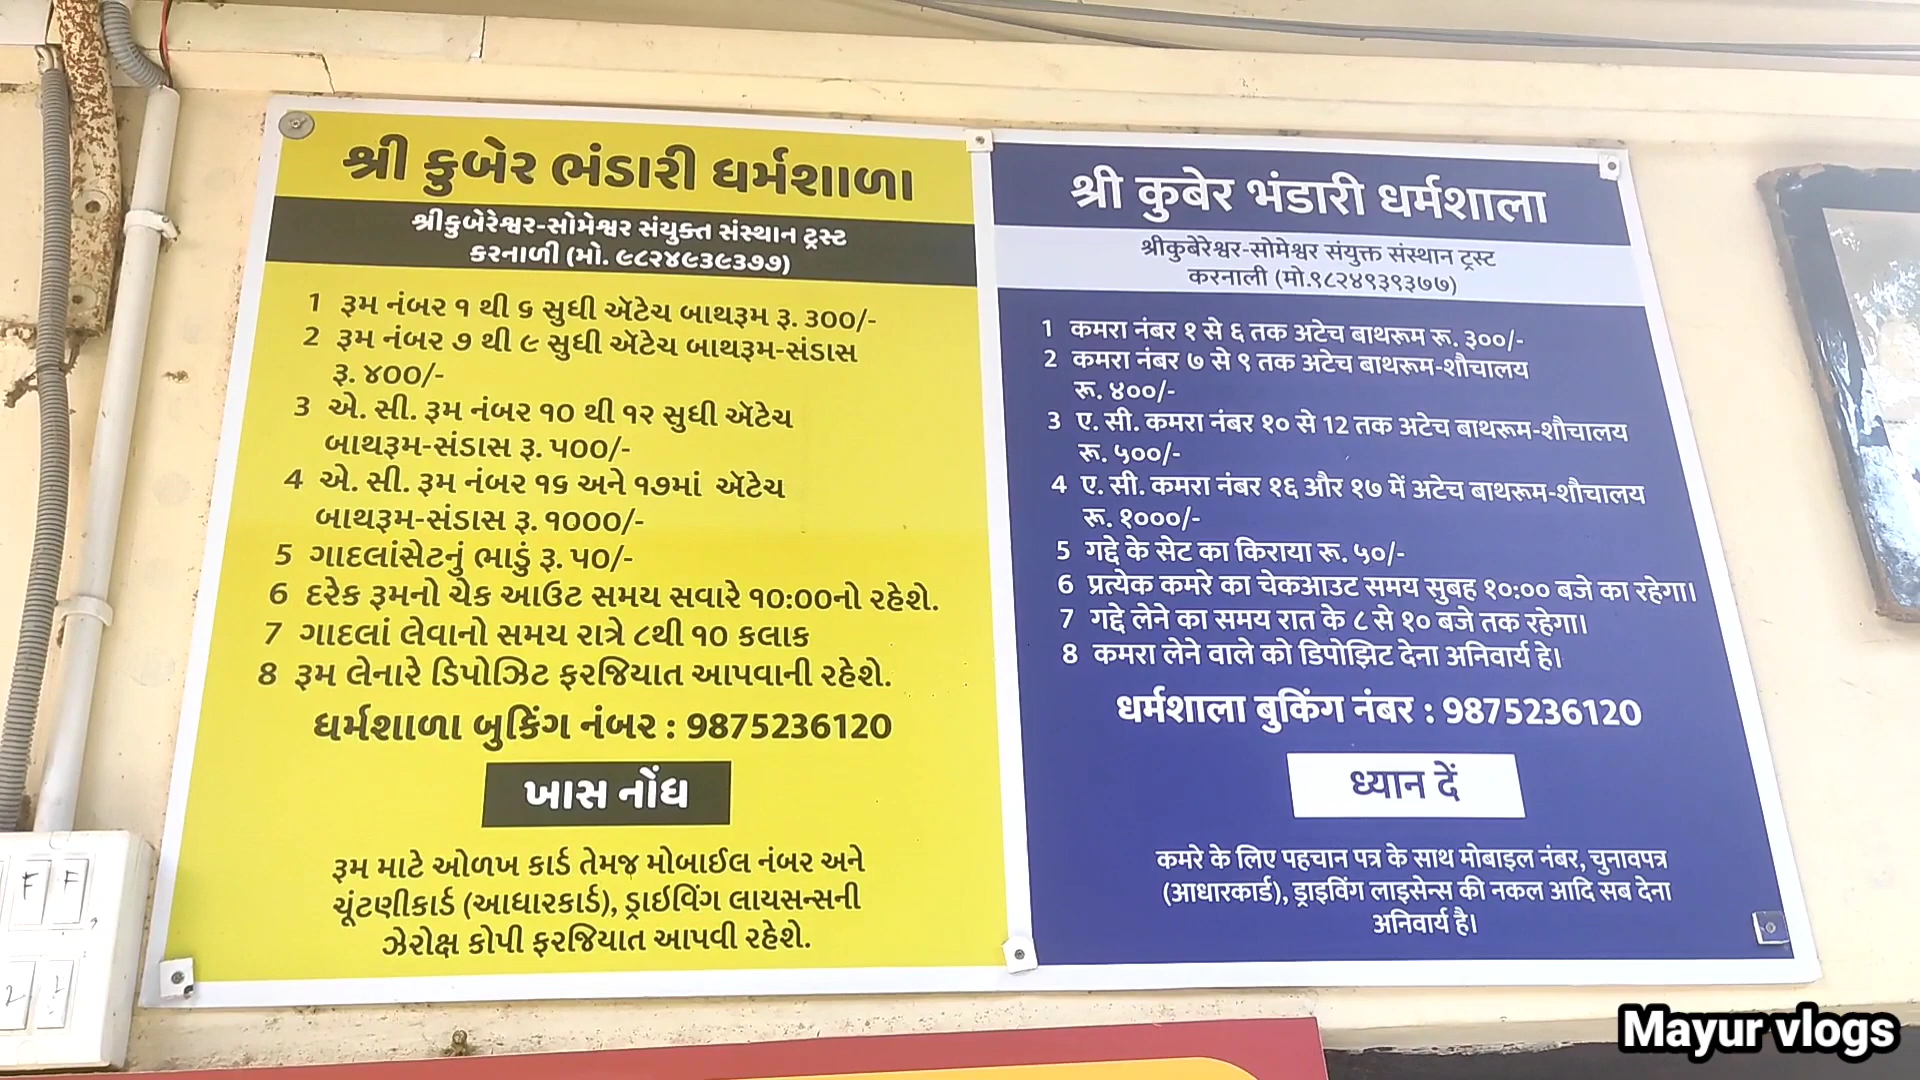 શ્રી કુબેર ભંડારી ધર્મશાળા
શ્રીકુબેરેશ્વર-સોમેશ્વર સંયુક્ત સંસ્થાન ટ્રસ્ટ
કરનાળી (મો. ૯૮૨૪૯૩૯૩૭૭)
1 રૂમ નંબર ૧ થી ૬ સુધી ઍટેચ બાથરૂમ રૂ. ૩૦૦/-
2 રૂમ નંબર ૭ થી ૯ સુધી ઍટેચ બાથરૂમ-સંડાસ
રૂ. ૪૦૦/-
3 એ. સી. રૂમ નંબર ૧૦ થી ૧૨ સુધી ઍટેચ
બાથરૂમ-સંડાસ રૂ. ૫૦૦/-
4 એ. સી. રૂમ નંબર ૧૬ અને ૧૭માં ઍટેચ
બાથરૂમ-સંડાસ રૂ. ૧૦૦૦/-
5 ગાદલાંસેટનું ભાડું રૂ. ૫૦/-
6 દરેક રૂમનો ચેક આઉટ સમય સવારે ૧૦:૦૦નો રહેશે.
7 ગાદલાં લેવાનો સમય રાત્રે ૮થી ૧૦ કલાક
8 રૂમ લેનારે ડિપોઝિટ ફરજિયાત આપવાની રહેશે.
ધર્મશાળા બુકિંગ નંબર : 9875236120
ખાસ નોંધ
રૂમ માટે ઓળખ કાર્ડ તેમજ મોબાઈલ નંબર અને
ચૂંટણીકાર્ડ (આધારકાર્ડ), ડ્રાઇવિંગ લાયસન્સની
ઝેરોક્ષ કોપી ફરજિયાત આપવી રહેશે.
श्री कुबेर भंडारी धर्मशाला
श्रीकुबेरेश्वर-सोमेश्वर संयुक्त संस्थान ट्रस्ट
करनाली (मो.९८२४९३९३७७)
1 कमरा नंबर १ से ६ तक अटेच बाथरूम रू. ३००/-
2 कमरा नंबर ७ से ९ तक अटेच बाथरूम-शौचालय
रू. ४००/-
3 ए. सी. कमरा नंबर १० से 12 तक अटेच बाथरूम-शौचालय
रू. ५००/-
4 ए. सी. कमरा नंबर १६ और १७ में अटेच बाथरूम-शौचालय
रू. १०००/-
5 गद्दे के सेट का किराया रू. ५०/-
6 प्रत्येक कमरे का चेकआउट समय सुबह १०:०० बजे का रहेगा।
7 गद्दे लेने का समय रात के ८ से १० बजे तक रहेगा।
8 कमरा लेने वाले को डिपोझिट देना अनिवार्य हे।
धर्मशाला बुकिंग नंबर : 9875236120
ध्यान दें
कमरे के लिए पहचान पत्र के साथ मोबाइल नंबर, चुनावपत्र
(आधारकार्ड), ड्राइविंग लाइसेन्स की नकल आदि सब देना
अनिवार्य है।
F F
Mayur vlogs